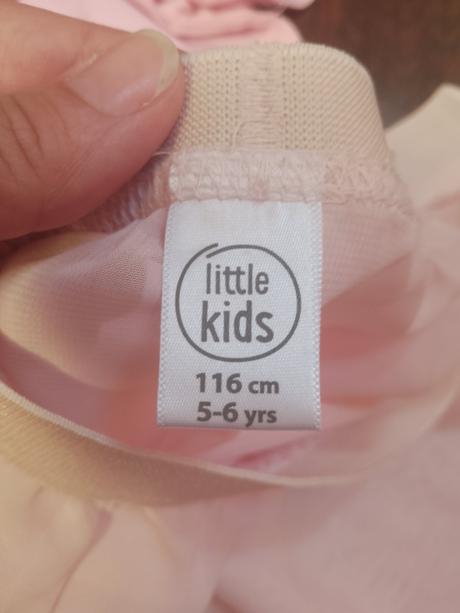 little
kids
116 cm
5-6 yrs